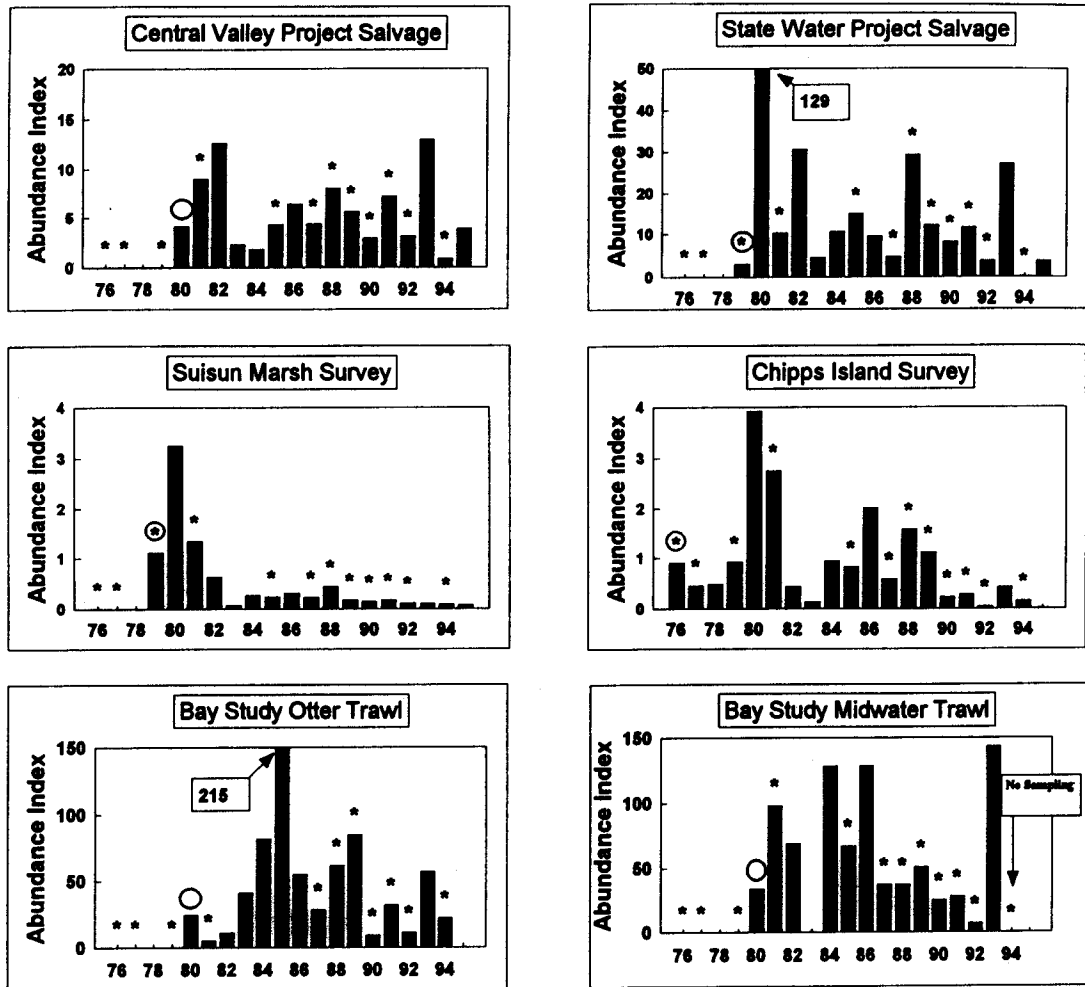 Central Valley Project Salvage
Abundance Index
20
15
10
5
0
* * * * * * * * * * * *
76 78 80 82 84 86 88 90 92 94
State Water Project Salvage
Abundance Index
50
40
30
20
10
0
129
* * * * * * * * * * * *
76 78 80 82 84 86 88 90 92 94
Suisun Marsh Survey
Abundance Index
4
3
2
1
0
* * * * * * * * * * * *
76 78 80 82 84 86 88 90 92 94
Chipps Island Survey
Abundance Index
4
3
2
1
0
* * * * * * * * * * * *
76 78 80 82 84 86 88 90 92 94
Bay Study Otter Trawl
Abundance Index
150
100
50
0
215
* * * * * * * * * * *
76 78 80 82 84 86 88 90 92 94
Bay Study Midwater Trawl
Abundance Index
150
100
50
0
No Sampling
* * * * * * * * * * * *
76 78 80 82 84 86 88 90 92 94